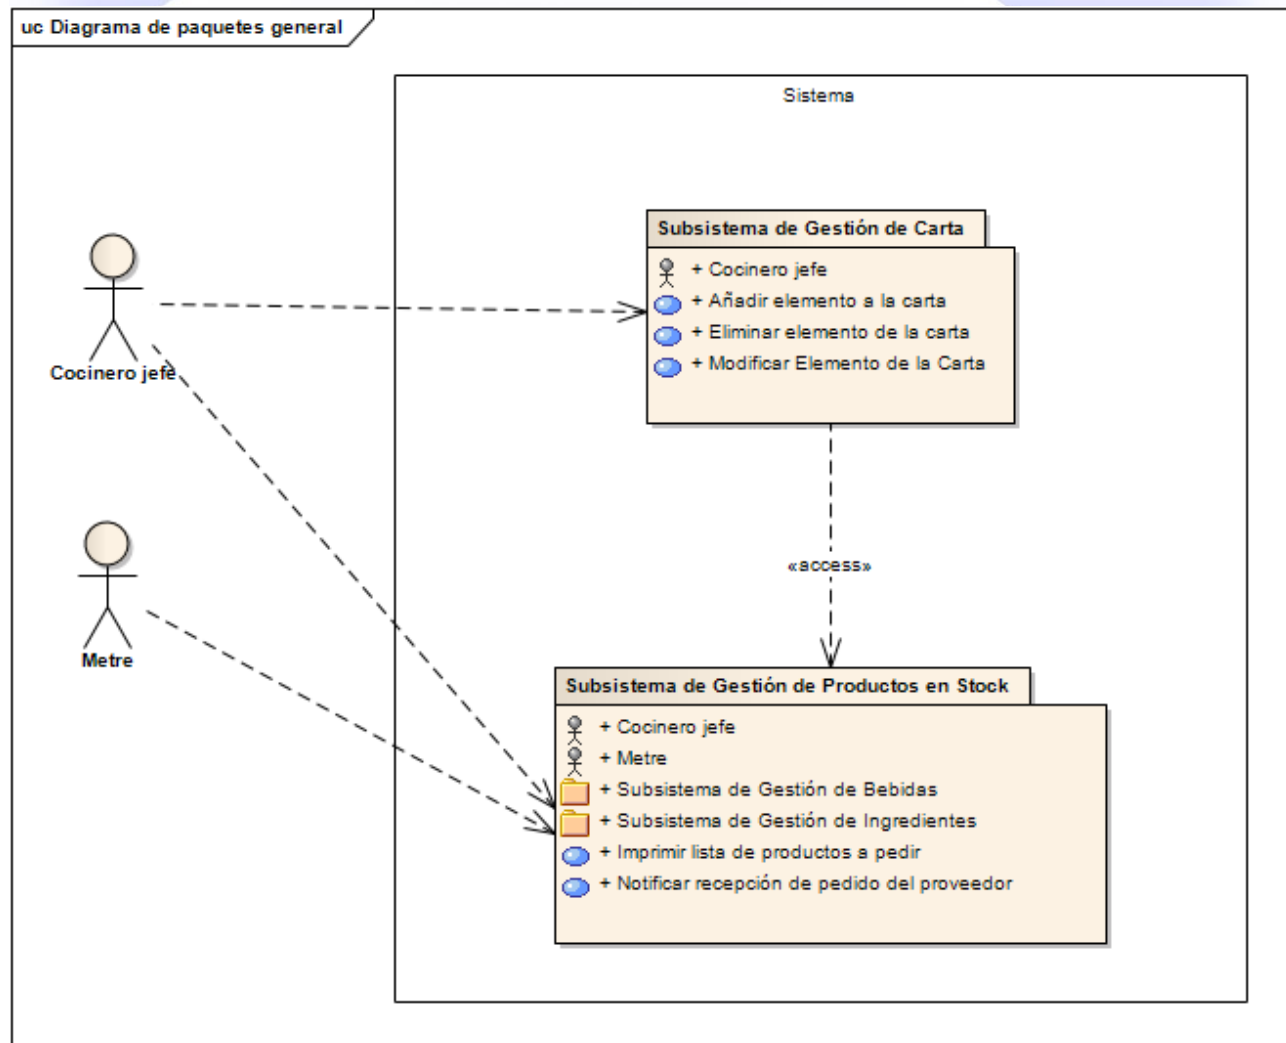 uc Diagrama de paquetes general
Sistema
Subsistema de Gestión de Carta
+ Cocinero jefe
+ Añadir elemento a la carta
+ Eliminar elemento de la carta
+ Modificar Elemento de la Carta
Cocinero jefe
«access»
Metre
Subsistema de Gestión de Productos en Stock
+ Cocinero jefe
+ Metre
+ Subsistema de Gestión de Bebidas
+ Subsistema de Gestión de Ingredientes
+ Imprimir lista de productos a pedir
+ Notificar recepción de pedido del proveedor